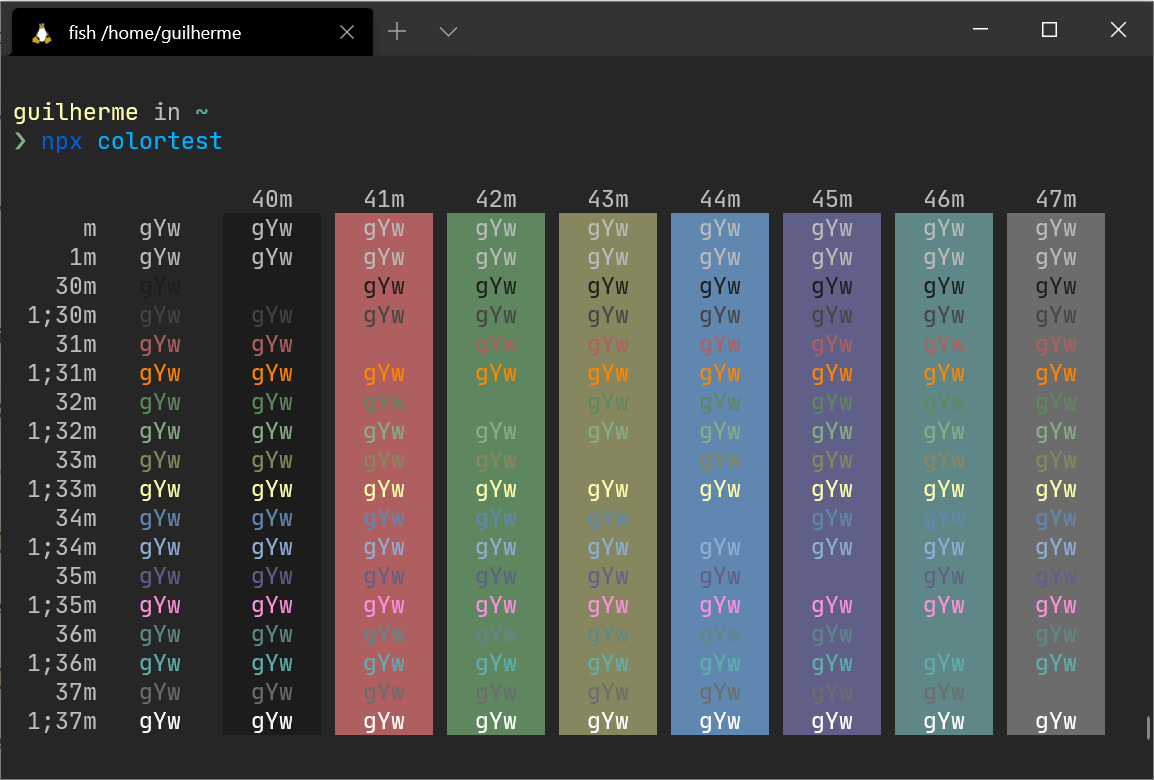 fish /home/guilherme
guilherme in ~
❯ npx colortest
40m 41m 42m 43m 44m 45m 46m 47m
m gYw gYw gYw gYw gYw gYw gYw gYw gYw
1m gYw gYw gYw gYw gYw gYw gYw gYw gYw
30m gYw gYw gYw gYw gYw gYw gYw gYw
1;30m gYw gYw gYw gYw gYw gYw gYw gYw gYw
31m gYw gYw gYw gYw gYw gYw gYw gYw
1;31m gYw gYw gYw gYw gYw gYw gYw gYw gYw
32m gYw gYw gYw gYw gYw gYw gYw gYw
1;32m gYw gYw gYw gYw gYw gYw gYw gYw gYw
33m gYw gYw gYw gYw gYw gYw gYw gYw
1;33m gYw gYw gYw gYw gYw gYw gYw gYw gYw
34m gYw gYw gYw gYw gYw gYw gYw gYw
1;34m gYw gYw gYw gYw gYw gYw gYw gYw gYw
35m gYw gYw gYw gYw gYw gYw gYw gYw
1;35m gYw gYw gYw gYw gYw gYw gYw gYw gYw
36m gYw gYw gYw gYw gYw gYw gYw gYw
1;36m gYw gYw gYw gYw gYw gYw gYw gYw gYw
37m gYw gYw gYw gYw gYw gYw gYw gYw
1;37m gYw gYw gYw gYw gYw gYw gYw gYw gYw